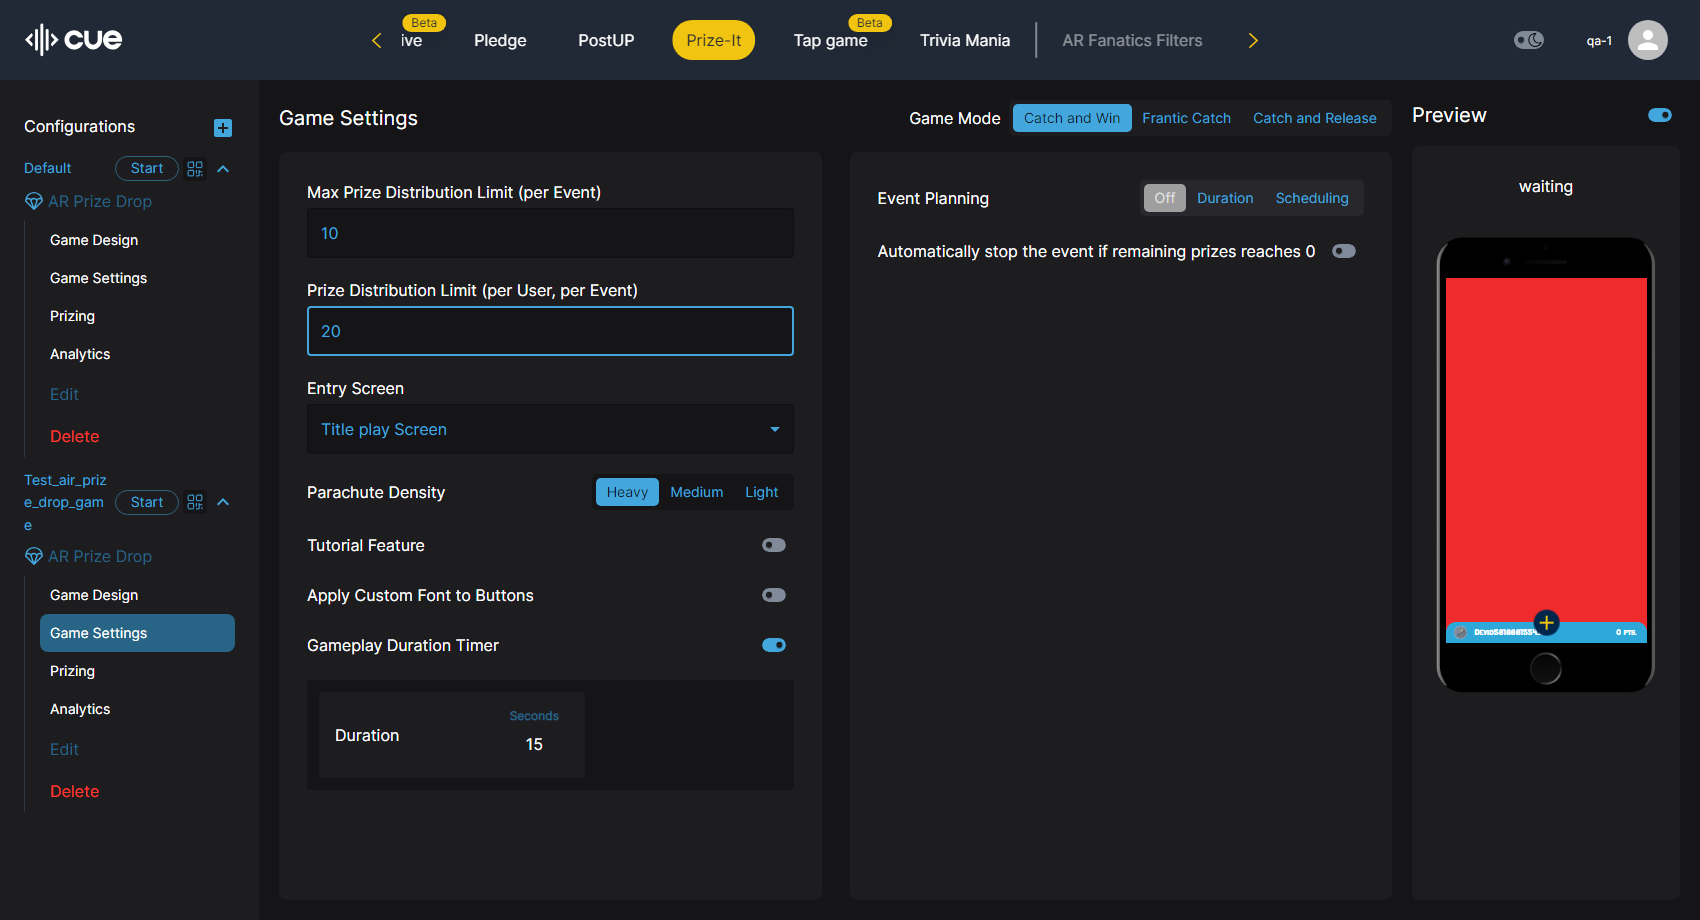 cue
Beta
ive
Pledge
PostUP
Prize-It
Beta
Tap game
Trivia Mania
AR Fanatics Filters
qa-1
Configurations
Default
Start
AR Prize Drop
Game Design
Game Settings
Prizing
Analytics
Edit
Delete
Test_air_priz
e_drop_gam
e
Start
AR Prize Drop
Game Design
Game Settings
Prizing
Analytics
Edit
Delete
Game Settings
Game Mode
Catch and Win
Frantic Catch
Catch and Release
Max Prize Distribution Limit (per Event)
10
Prize Distribution Limit (per User, per Event)
20
Entry Screen
Title play Screen
Parachute Density
Heavy
Medium
Light
Tutorial Feature
Apply Custom Font to Buttons
Gameplay Duration Timer
Duration
Seconds
15
Event Planning
Off
Duration
Scheduling
Automatically stop the event if remaining prizes reaches 0
Preview
waiting
0 PTS.